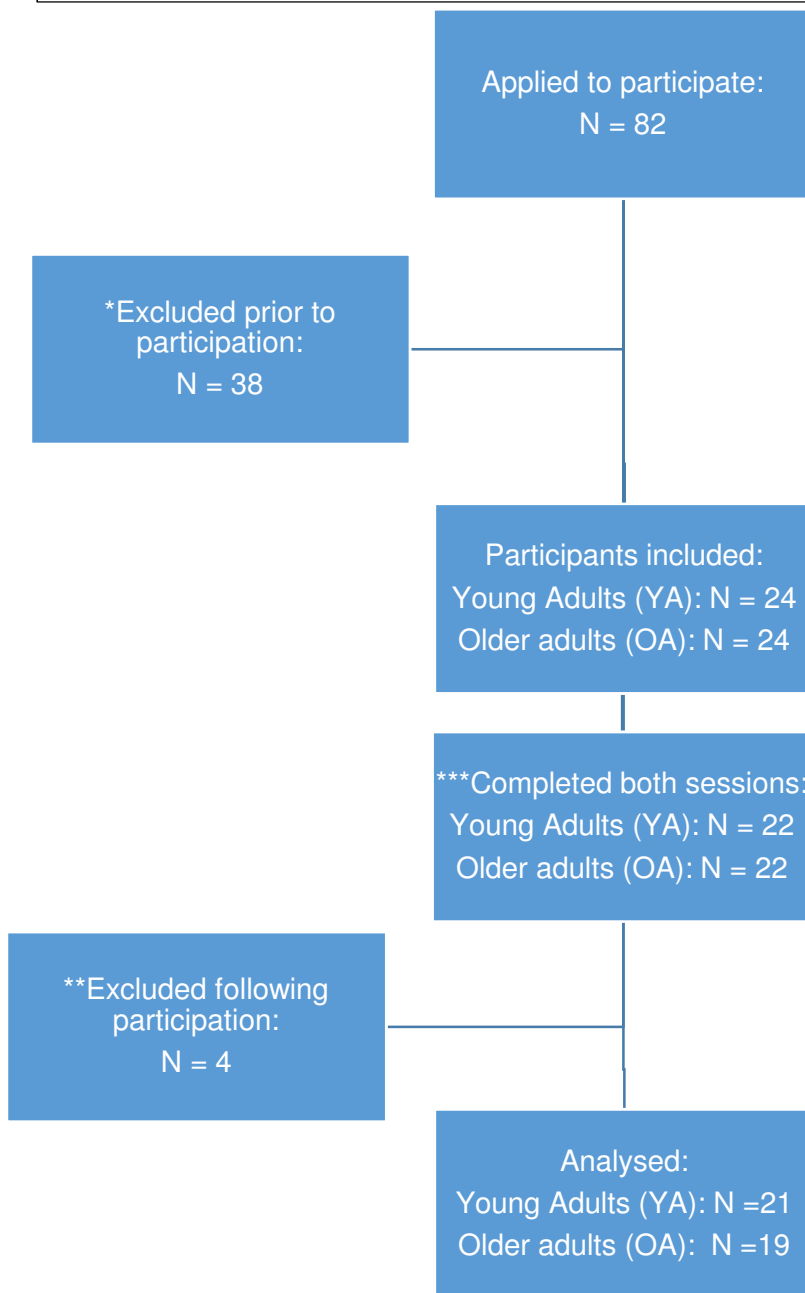 Applied to participate:
N = 82
*Excluded prior to
participation:
N = 38
Participants included:
Young Adults (YA): N = 24
Older adults (OA): N = 24
***Completed both sessions:
Young Adults (YA): N = 22
Older adults (OA): N = 22
**Excluded following
participation:
N = 4
Analysed:
Young Adults (YA): N =21
Older adults (OA):  N =19